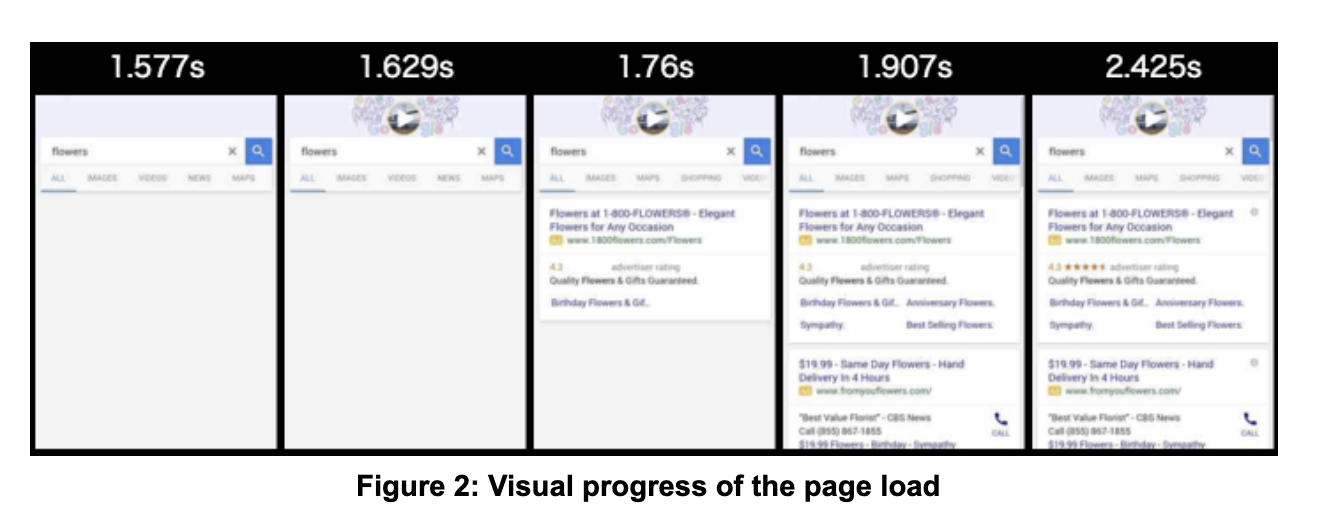 1.577s 1.629s 1.76s 1.907s 2.425s
flowers
ALL IMAGES VIDEOS NEWS MAPS
flowers
ALL IMAGES VIDEOS NEWS MAPS
flowers
ALL IMAGES MAPS SHOPPING VIDEO
Flowers at 1-800-FLOWERS® - Elegant
Flowers for Any Occasion
Ad www.1800flowers.com/Flowers
4.3 advertiser rating
Quality Flowers & Gifts Guaranteed.
Birthday Flowers & Gif...
flowers
ALL IMAGES MAPS SHOPPING VIDEO
Flowers at 1-800-FLOWERS® - Elegant
Flowers for Any Occasion
Ad www.1800flowers.com/Flowers
4.3 advertiser rating
Quality Flowers & Gifts Guaranteed.
Birthday Flowers & Gif... Anniversary Flowers.
Sympathy. Best Selling Flowers.
$19.99 - Same Day Flowers - Hand
Delivery In 4 Hours
Ad www.fromyouflowers.com/
"Best Value Florist" - CBS News
Call (855) 867-1855
CALL
$19.99 Flowers - Birthday - Sympathy
flowers
ALL IMAGES MAPS SHOPPING VIDEO
Flowers at 1-800-FLOWERS® - Elegant
Flowers for Any Occasion
Ad www.1800flowers.com/Flowers
4.3 ★★★★★ advertiser rating
Quality Flowers & Gifts Guaranteed.
Birthday Flowers & Gif... Anniversary Flowers.
Sympathy. Best Selling Flowers.
$19.99 - Same Day Flowers - Hand
Delivery In 4 Hours
Ad www.fromyouflowers.com/
"Best Value Florist" - CBS News
Call (855) 867-1855
CALL
$19.99 Flowers - Birthday - Sympathy
Figure 2: Visual progress of the page load